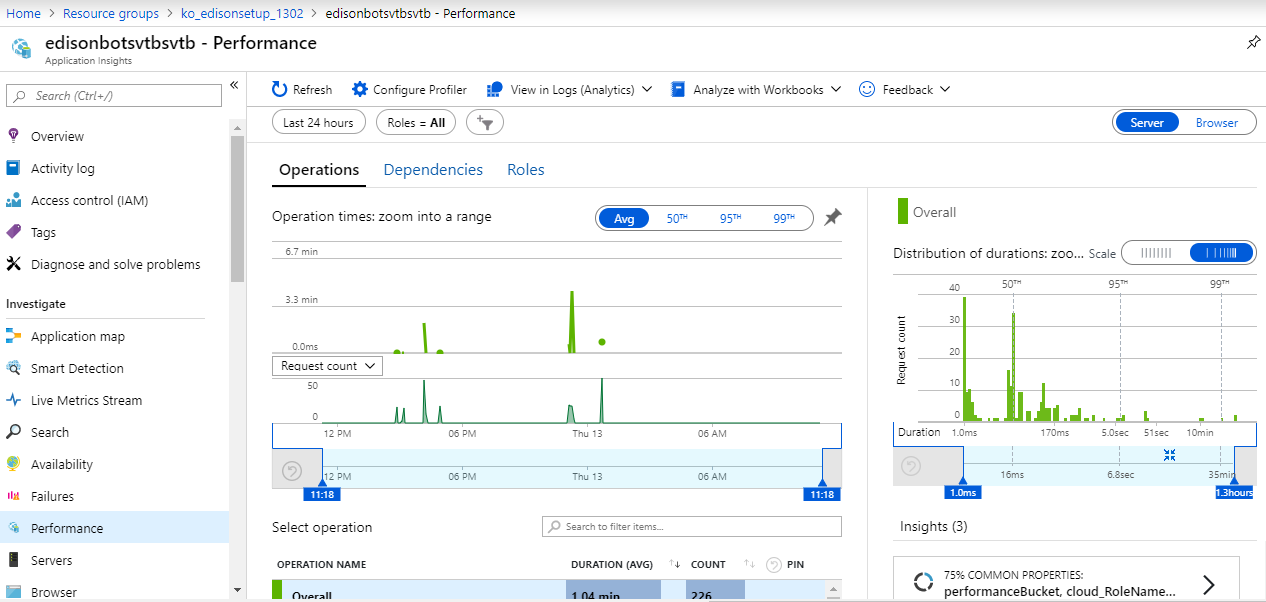 Home > Resource groups > ko_edisonsetup_1302 > edisonbotsvtbsvtb - Performance
edisonbotsvtbsvtb - Performance
Application Insights
Search (Ctrl+/)
«
Overview
Activity log
Access control (IAM)
Tags
Diagnose and solve problems
Investigate
Application map
Smart Detection
Live Metrics Stream
Search
Availability
Failures
Performance
Servers
Browser
Refresh Configure Profiler View in Logs (Analytics) Analyze with Workbooks Feedback
Last 24 hours Roles = All Server Browser
Operations Dependencies Roles
Operation times: zoom into a range Avg 50TH 95TH 99TH
6.7 min
3.3 min
0.0ms
Request count
50
0
12 PM 06 PM Thu 13 06 AM
12 PM 06 PM Thu 13 06 AM
11:18 11:18
Select operation Search to filter items...
OPERATION NAME DURATION (AVG) COUNT PIN
Overall 1.04 min 226
Overall
Distribution of durations: zoo... Scale
50TH 95TH 99TH
Request count
40
30
20
10
0
Duration 1.0ms 170ms 5.0sec 51sec 10min
16ms 6.8sec 35min
1.0ms 1.3hours
Insights (3)
75% COMMON PROPERTIES:
performanceBucket, cloud_RoleName...